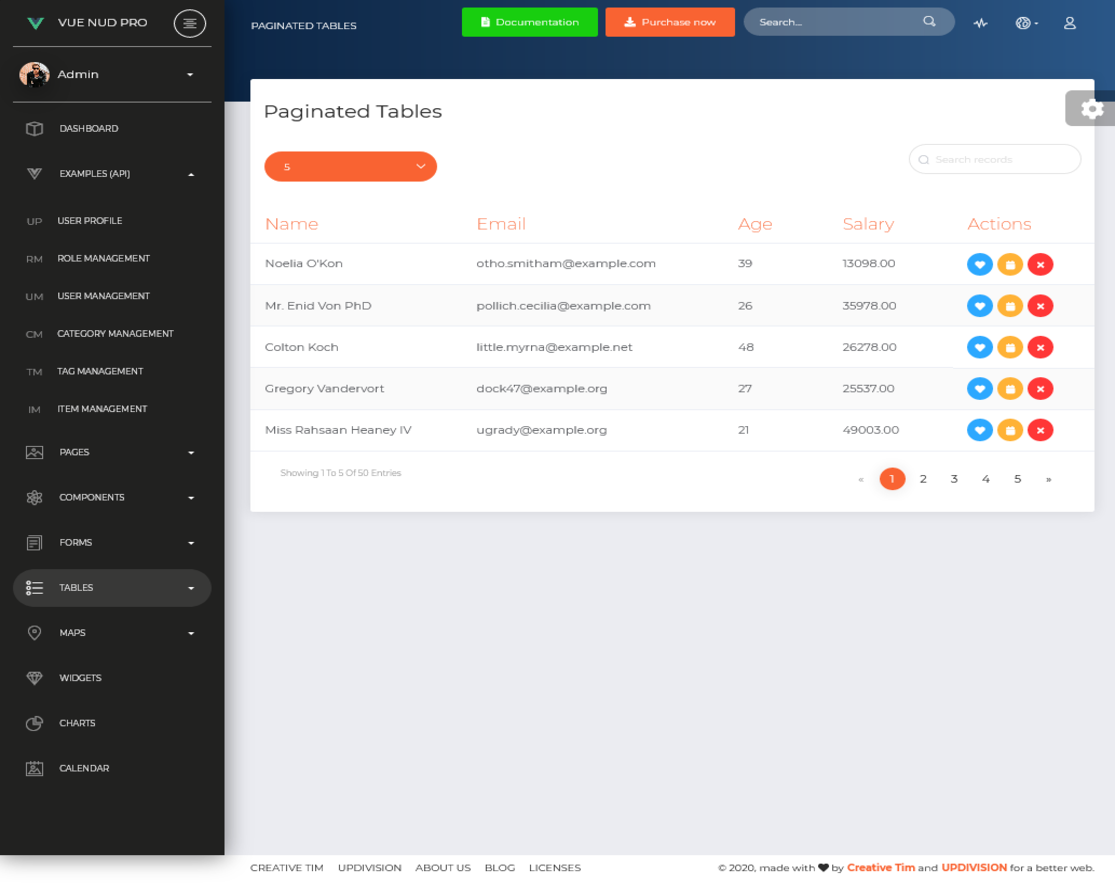 VUE NUD PRO
Admin
DASHBOARD
EXAMPLES (API)
UP USER PROFILE
RM ROLE MANAGEMENT
UM USER MANAGEMENT
CM CATEGORY MANAGEMENT
TM TAG MANAGEMENT
IM ITEM MANAGEMENT
PAGES
COMPONENTS
FORMS
TABLES
MAPS
WIDGETS
CHARTS
CALENDAR
PAGINATED TABLES Documentation Purchase now Search...
Paginated Tables
5 Search records
Name Email Age Salary Actions
Noelia O'Kon otho.smitham@example.com 39 13098.00
Mr. Enid Von PhD pollich.cecilia@example.com 26 35978.00
Colton Koch little.myrna@example.net 48 26278.00
Gregory Vandervort dock47@example.org 27 25537.00
Miss Rahsaan Heaney IV ugrady@example.org 21 49003.00
Showing 1 To 5 Of 50 Entries « 1 2 3 4 5 »
CREATIVE TIM UPDIVISION ABOUT US BLOG LICENSES © 2020, made with ♥ by Creative Tim and UPDIVISION for a better web.